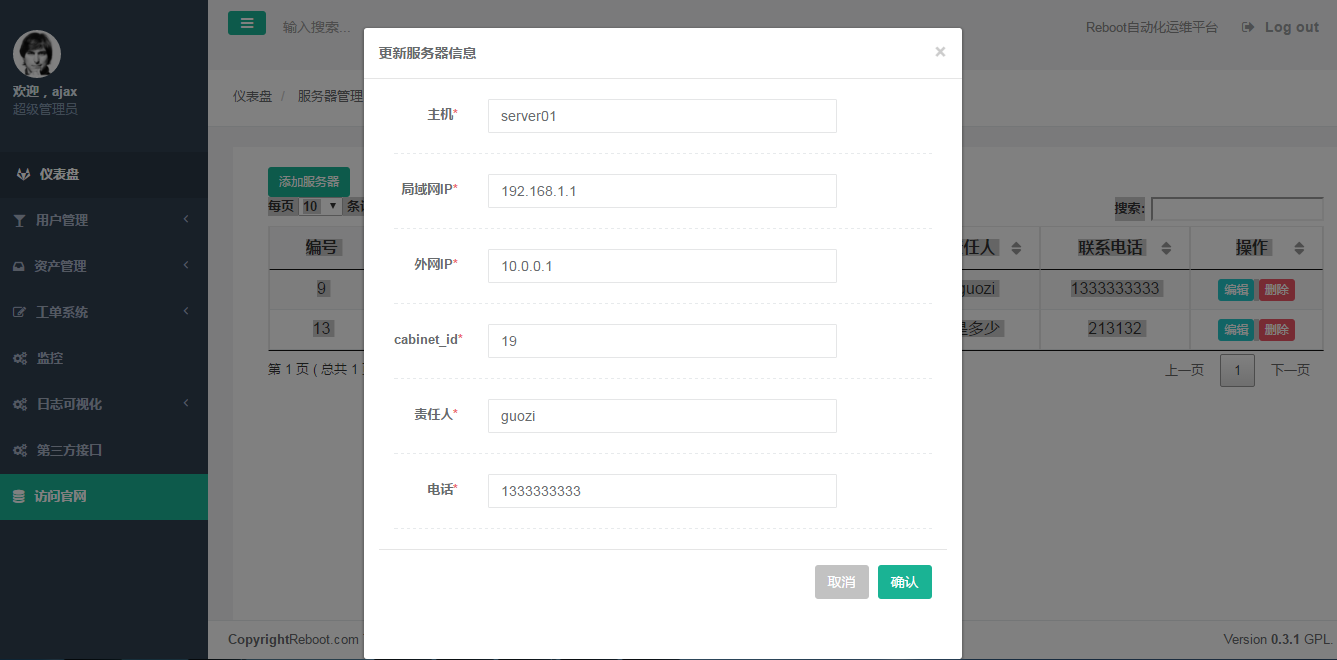 欢迎，ajax
超级管理员
仪表盘
用户管理
资产管理
工单系统
监控
日志可视化
第三方接口
访问官网
输入搜索...
Reboot自动化运维平台
Log out
仪表盘 / 服务器管理
添加服务器
每页 10
搜索:
编号 任人 联系电话 操作
9 guozi 1333333333 编辑 删除
13 是多少 213132 编辑 删除
第 1 页 ( 总共 1
上一页 1 下一页
更新服务器信息 ×
主机* server01
局域网IP* 192.168.1.1
外网IP* 10.0.0.1
cabinet_id* 19
责任人* guozi
电话* 1333333333
取消 确认
CopyrightReboot.com
Version 0.3.1 GPL.